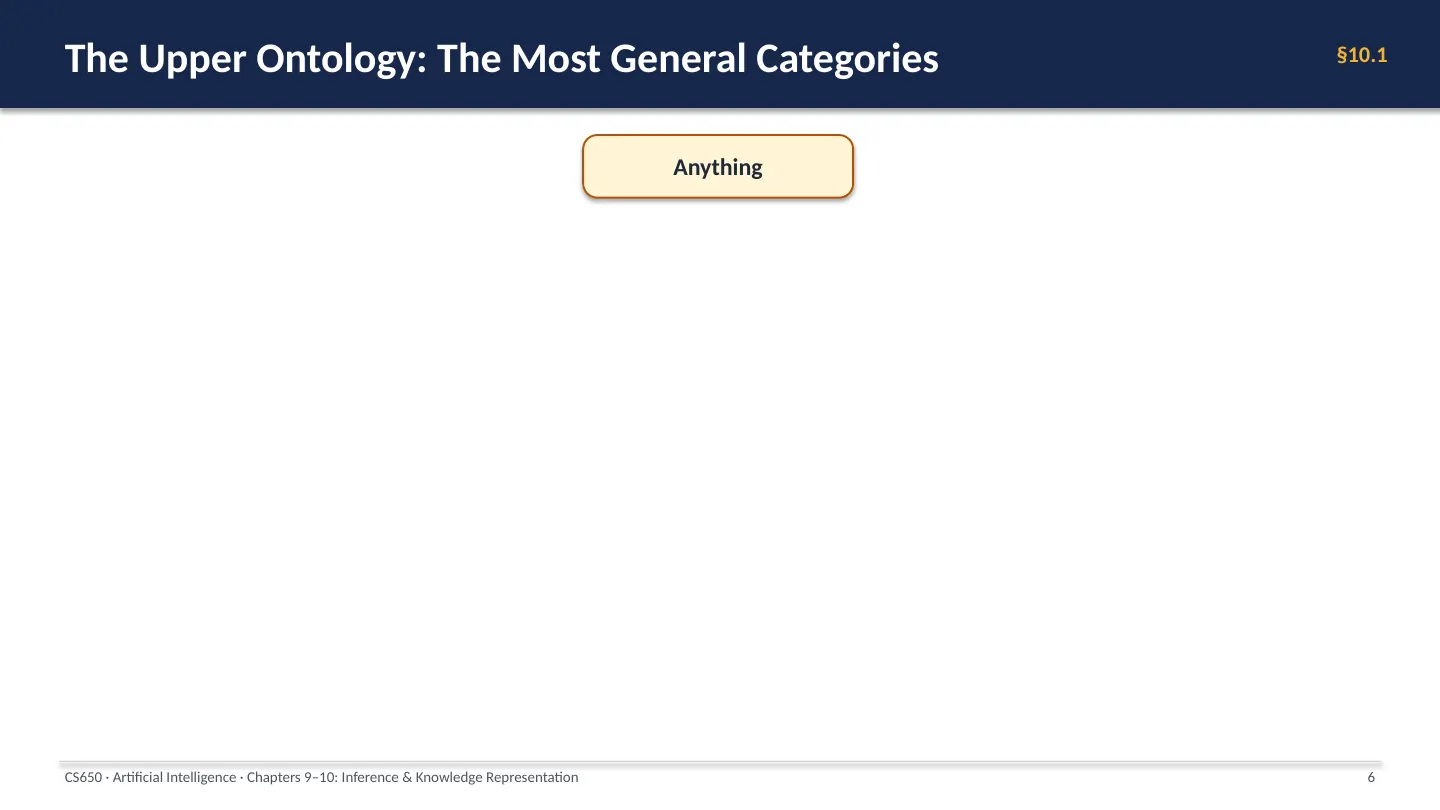 The Upper Ontology: The Most General Categories
§10.1
Anything
CS650 · Artificial Intelligence · Chapters 9–10: Inference & Knowledge Representation
6